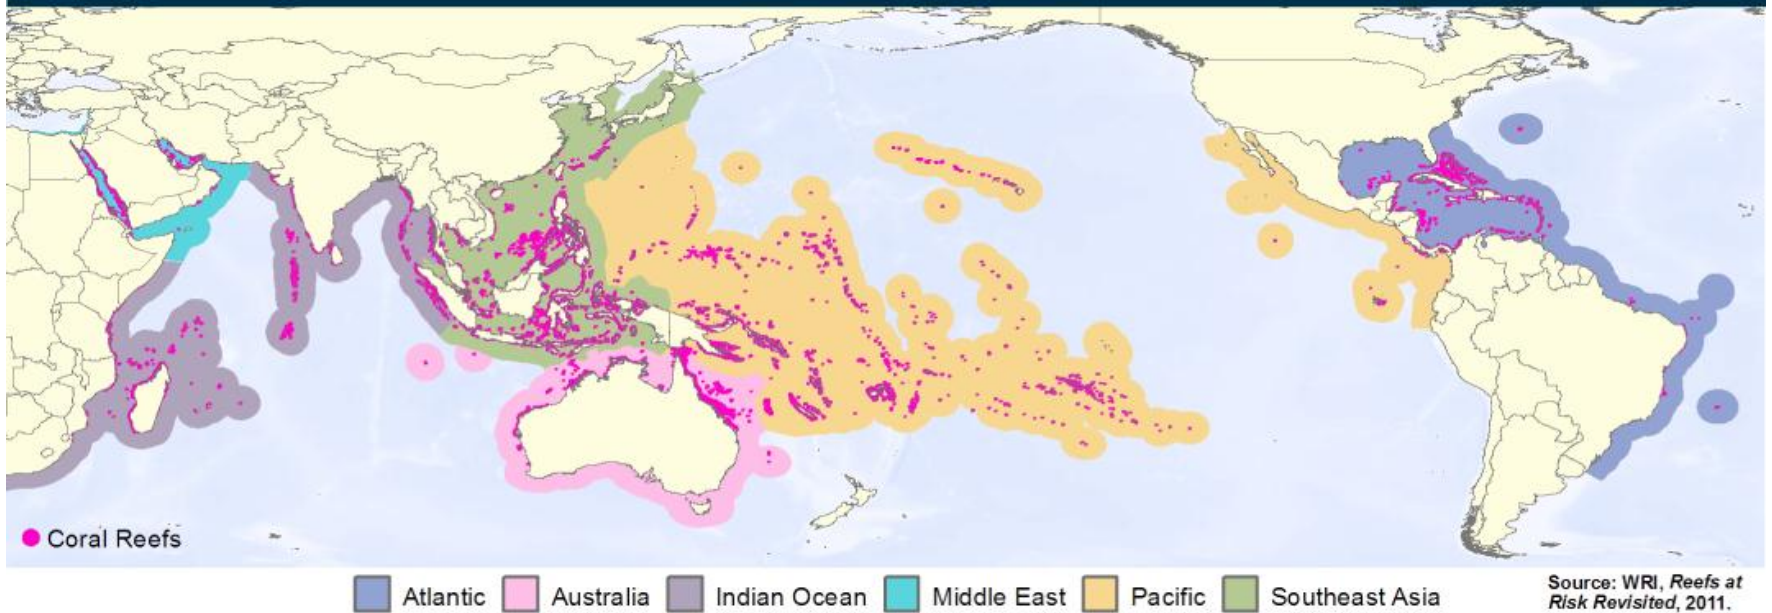 Coral Reefs
Atlantic Australia Indian Ocean Middle East Pacific Southeast Asia
Source: WRI, Reefs at
Risk Revisited, 2011.